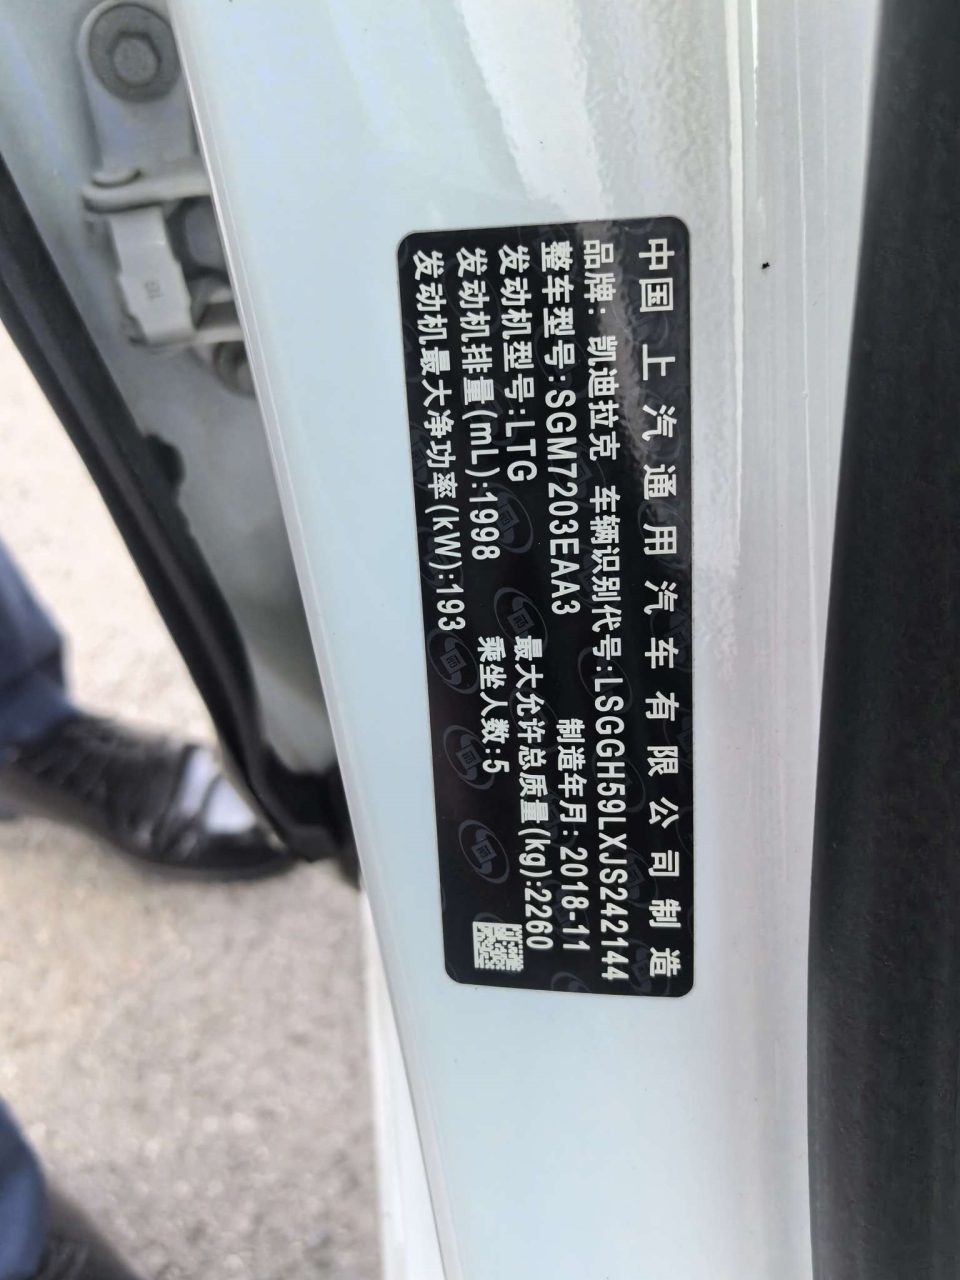 中国上汽通用汽车有限公司制造
品牌: 凯迪拉克 车辆识别代号:LSGGH59LXJS242144
整车型号:SGM7203EAA3 制造年月:2018-11
发动机型号:LTG 最大允许总质量(kg):2260
发动机排量(mL):1998 乘坐人数:5
发动机最大净功率(kW):193